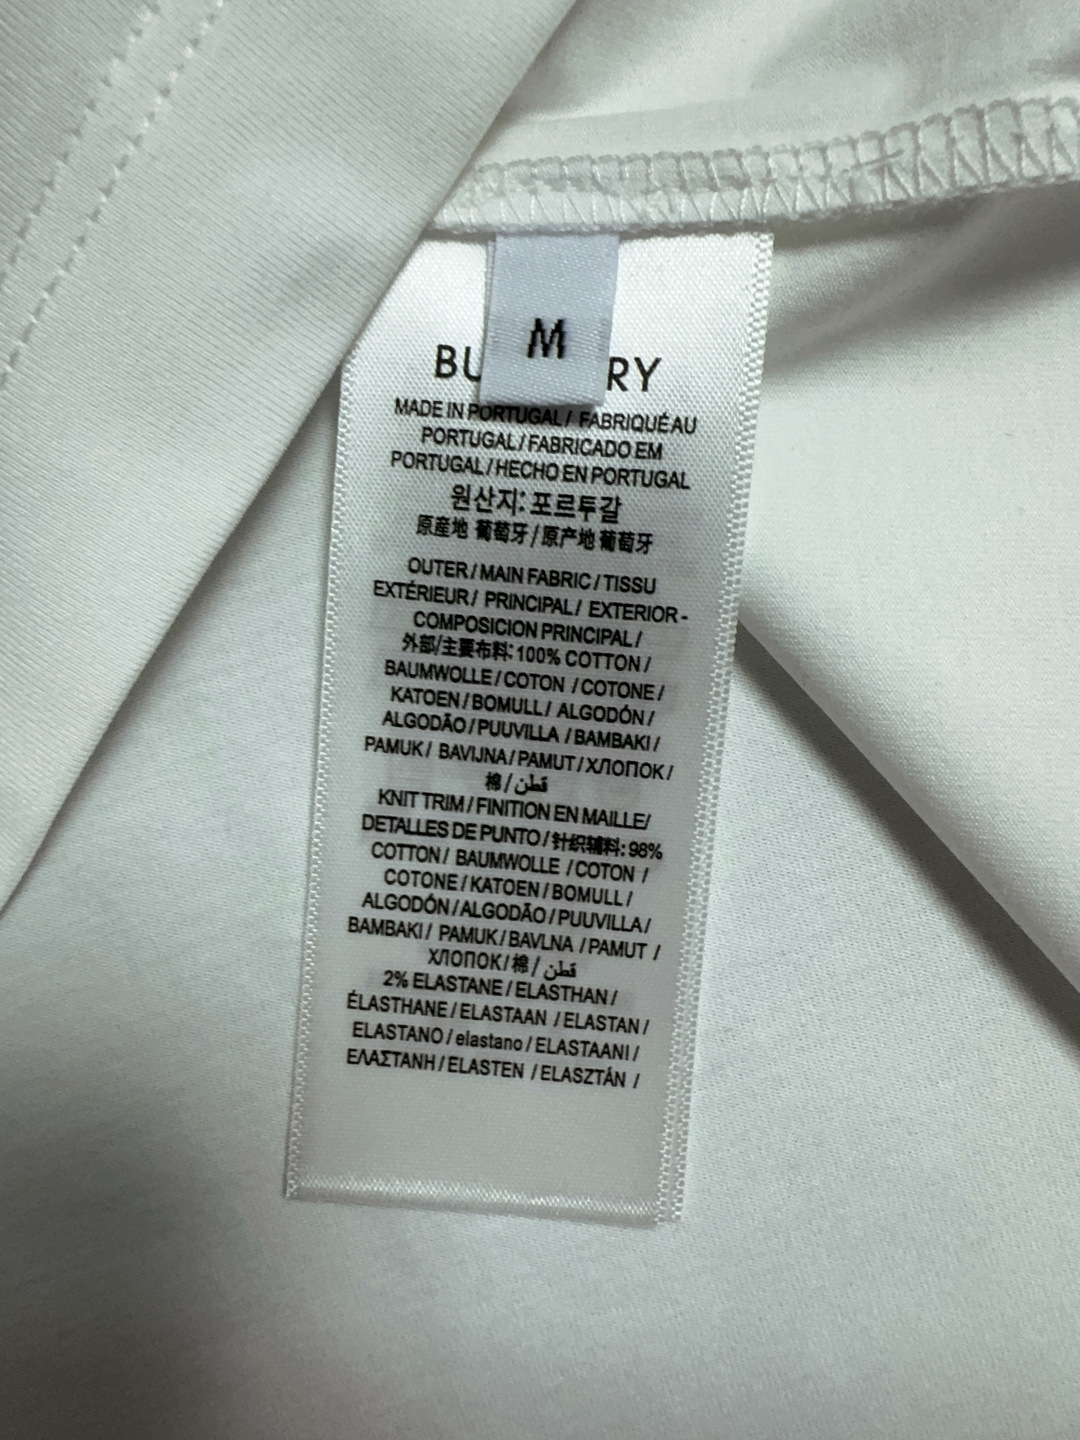 M
BU RY
MADE IN PORTUGAL / FABRIQUÉ AU
PORTUGAL / FABRICADO EM
PORTUGAL / HECHO EN PORTUGAL
원산지: 포르투갈
原産地 葡萄牙 / 原产地 葡萄牙
OUTER / MAIN FABRIC / TISSU
EXTÉRIEUR / PRINCIPAL / EXTERIOR -
COMPOSICION PRINCIPAL /
外部/主要布料: 100% COTTON /
BAUMWOLLE / COTON / COTONE /
KATOEN / BOMULL / ALGODÓN /
ALGODÃO / PUUVILLA / BAMBAKI /
PAMUK / BAVIJNA / PAMUT / ХЛОПОК /
棉 / قطن
KNIT TRIM / FINITION EN MAILLE/
DETALLES DE PUNTO / 针织辅料: 98%
COTTON / BAUMWOLLE / COTON /
COTONE / KATOEN / BOMULL /
ALGODÓN / ALGODÃO / PUUVILLA /
BAMBAKI / PAMUK / BAVLNA / PAMUT /
ХЛОПОК / 棉 / قطن
2% ELASTANE / ELASTHAN /
ÉLASTHANE / ELASTAAN / ELASTAN /
ELASTANO / elastano / ELASTAANI /
ΕΛΑΣΤΑΝΗ / ELASTEN / ELASZTÁN /